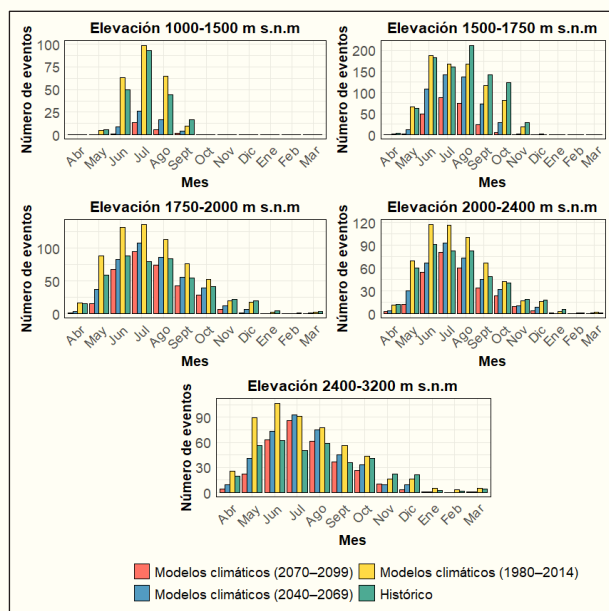 Elevación 1000-1500 m s.n.m
Número de eventos
100
75
50
25
0
Abr May Jun Jul Ago Sept Oct Nov Dic Ene Feb Mar
Mes
Elevación 1500-1750 m s.n.m
Número de eventos
200
150
100
50
0
Abr May Jun Jul Ago Sept Oct Nov Dic Ene Feb Mar
Mes
Elevación 1750-2000 m s.n.m
Número de eventos
100
50
0
Abr May Jun Jul Ago Sept Oct Nov Dic Ene Feb Mar
Mes
Elevación 2000-2400 m s.n.m
Número de eventos
120
90
60
30
0
Abr May Jun Jul Ago Sept Oct Nov Dic Ene Feb Mar
Mes
Elevación 2400-3200 m s.n.m
Número de eventos
90
60
30
0
Abr May Jun Jul Ago Sept Oct Nov Dic Ene Feb Mar
Mes
Modelos climáticos (2070–2099)
Modelos climáticos (1980–2014)
Modelos climáticos (2040–2069)
Histórico